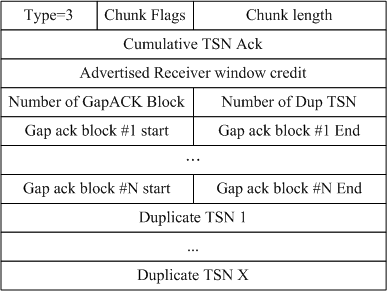 Type=3 Chunk Flags Chunk length
Cumulative TSN Ack
Advertised Receiver window credit
Number of GapACK Block Number of Dup TSN
Gap ack block #1 start Gap ack block #1 End
...
Gap ack block #N start Gap ack block #N End
Duplicate TSN 1
...
Duplicate TSN X